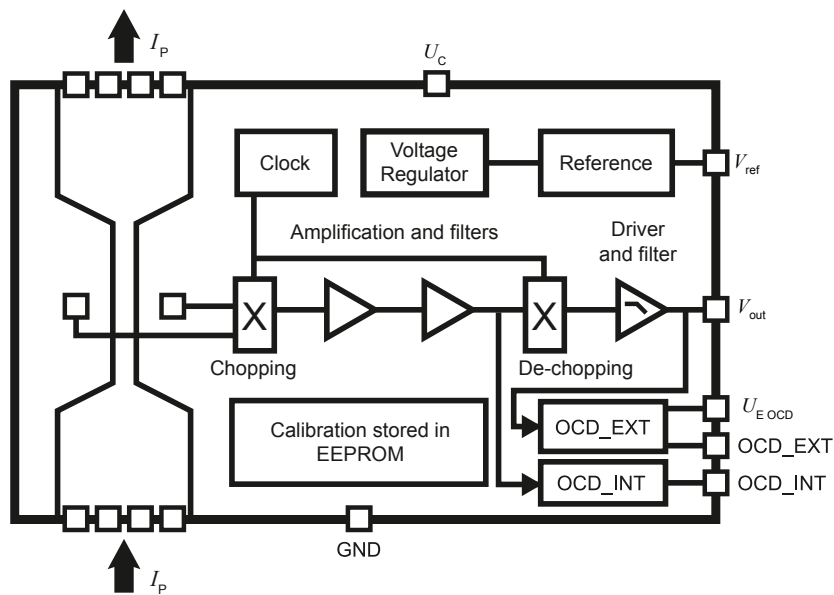 I_P
U_C
Clock
Voltage
Regulator
Reference
V_ref
Amplification and filters
Driver
and filter
X
X
V_out
Chopping
De-chopping
Calibration stored in
EEPROM
OCD_EXT
U_E OCD
OCD_EXT
OCD_INT
OCD_INT
GND
I_P